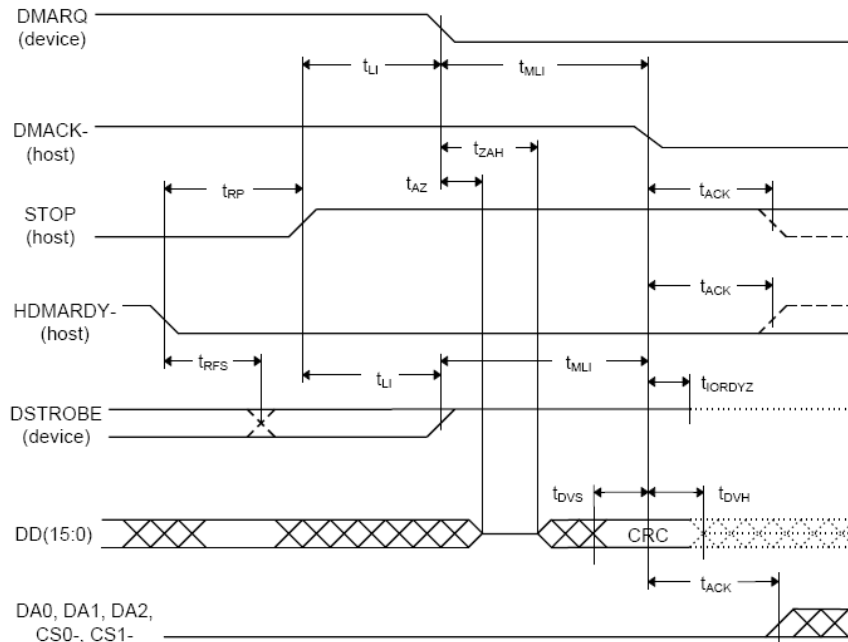 DMARQ
(device)
tLI
tMLI
DMACK-
(host)
tZAH
tAZ
tRP
tACK
STOP
(host)
tACK
HDMARDY-
(host)
tRFS
tLI
tMLI
tIORDYZ
DSTROBE
(device)
tDVS
tDVH
DD(15:0)
CRC
tACK
DA0, DA1, DA2,
CS0-, CS1-